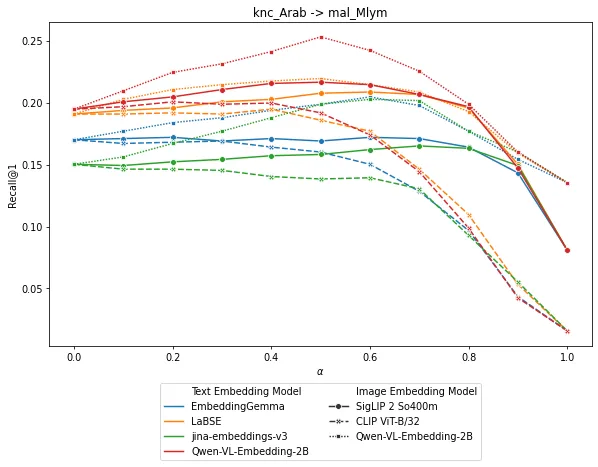 knc_Arab -> mal_Mlym
Recall@1
0.25
0.20
0.15
0.10
0.05
0.0
0.2
0.4
0.6
0.8
1.0
α
Text Embedding Model
EmbeddingGemma
LaBSE
jina-embeddings-v3
Qwen-VL-Embedding-2B
Image Embedding Model
SigLIP 2 So400m
CLIP ViT-B/32
Qwen-VL-Embedding-2B